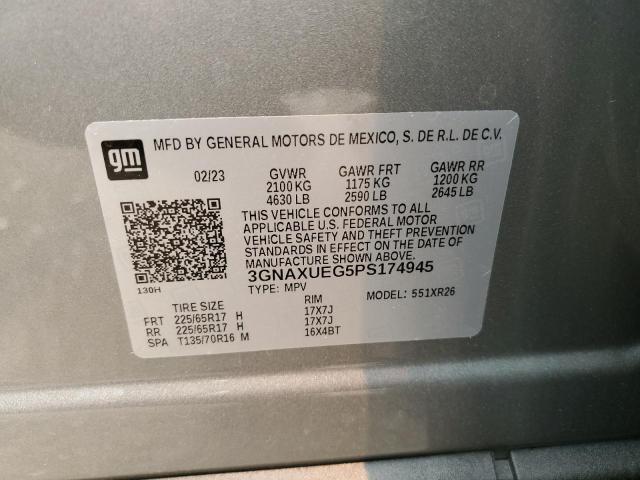 gm
MFD BY GENERAL MOTORS DE MEXICO, S. DE R.L. DE C.V.
02/23 GVWR GAWR FRT GAWR RR
2100 KG 1175 KG 1200 KG
4630 LB 2590 LB 2645 LB
THIS VEHICLE CONFORMS TO ALL
APPLICABLE U.S. FEDERAL MOTOR
VEHICLE SAFETY AND THEFT PREVENTION
STANDARDS IN EFFECT ON THE DATE OF
MANUFACTURE SHOWN ABOVE.
3GNAXUEG5PS174945
130H
TYPE: MPV MODEL: 551XR26
TIRE SIZE RIM
FRT 225/65R17 H 17X7J
RR 225/65R17 H 17X7J
SPA T135/70R16 M 16X4BT